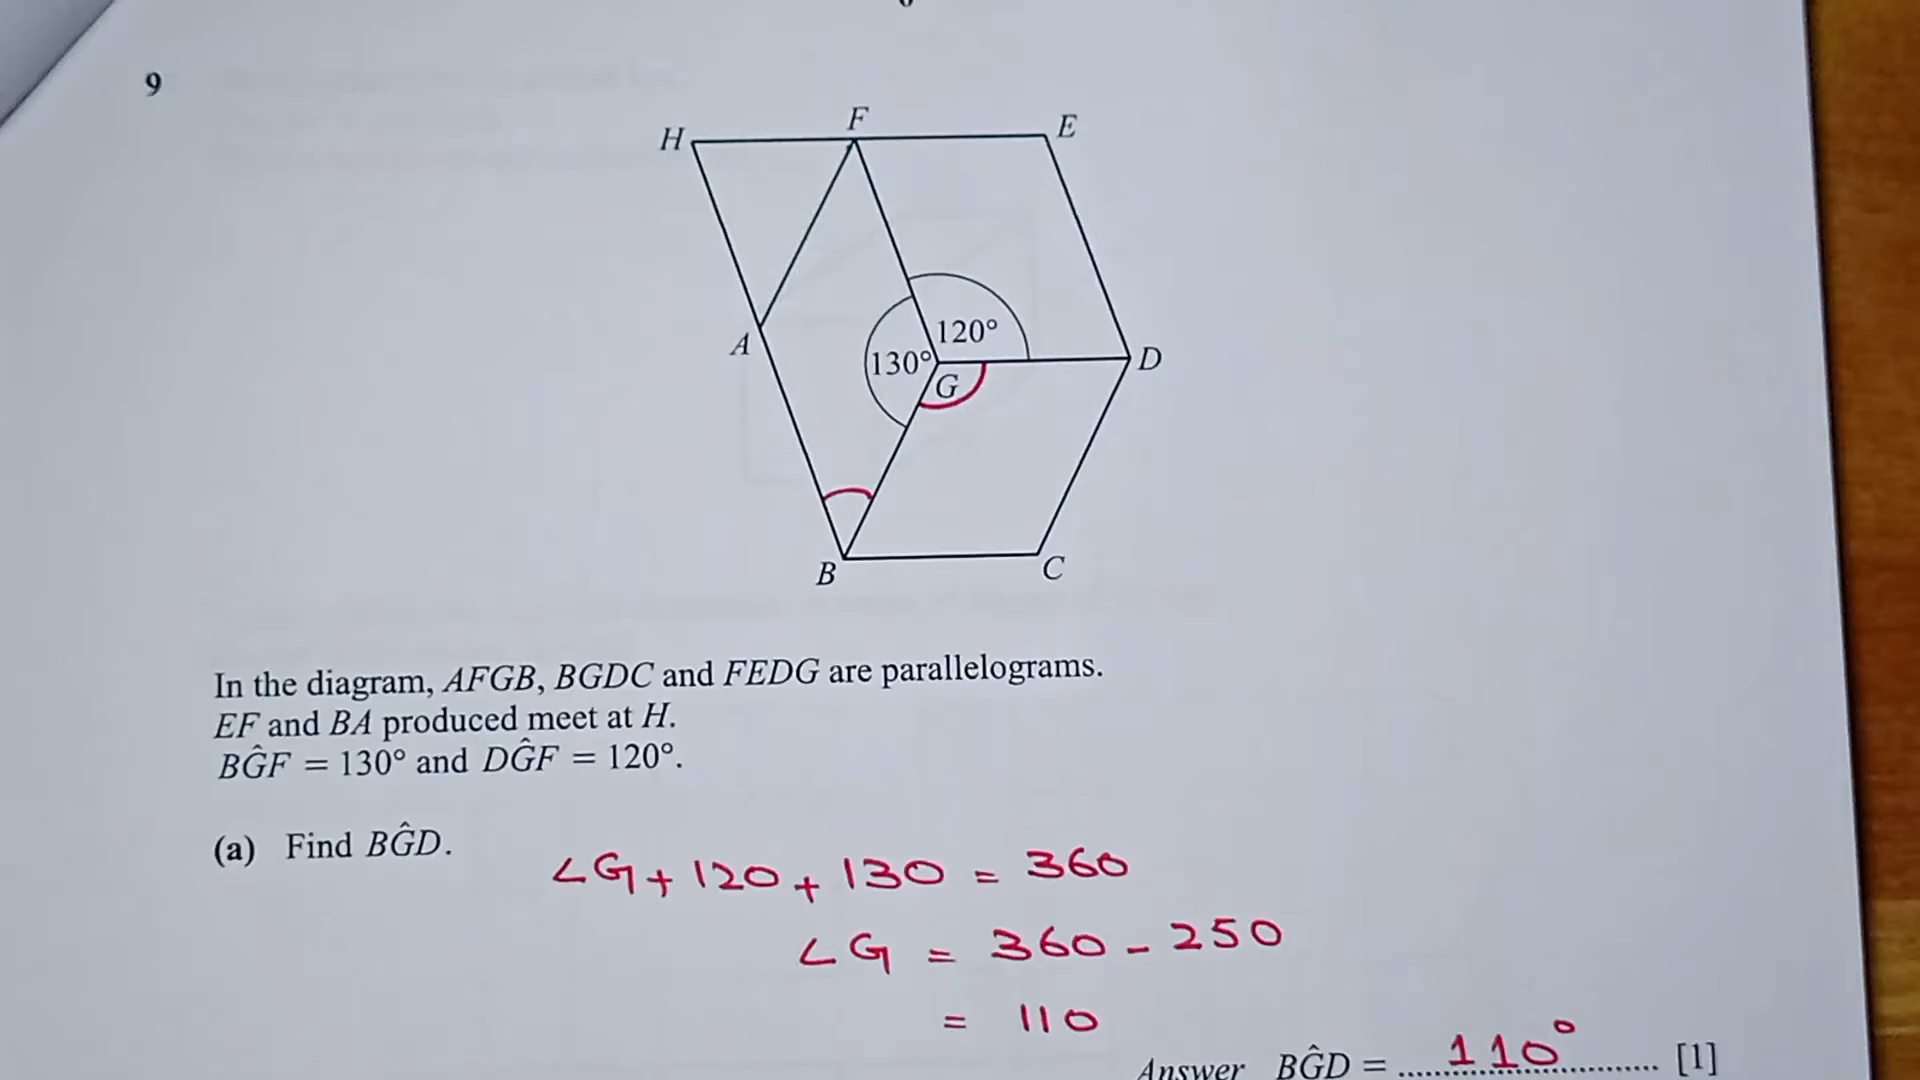 9
H
F
E
120°
130°
A
G
D
B
C
In the diagram, AFGB, BGDC and FEDG are parallelograms.
EF and BA produced meet at H.
BĜF = 130° and DĜF = 120°.
(a) Find BĜD.
∠G + 120 + 130 = 360
∠G = 360 - 250
= 110
Answer BĜD = ........110°........ [1]